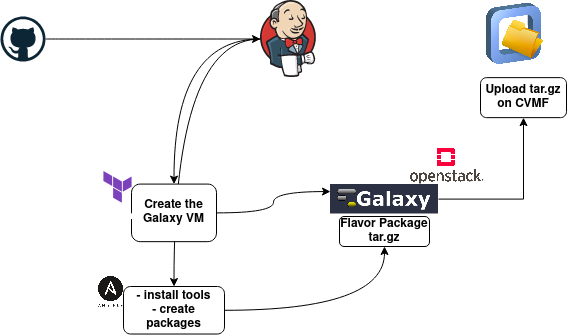 Upload tar.gz
on CVMF
openstack.
Create the
Galaxy VM
Galaxy
Flavor Package
tar.gz
- install tools
- create
packages